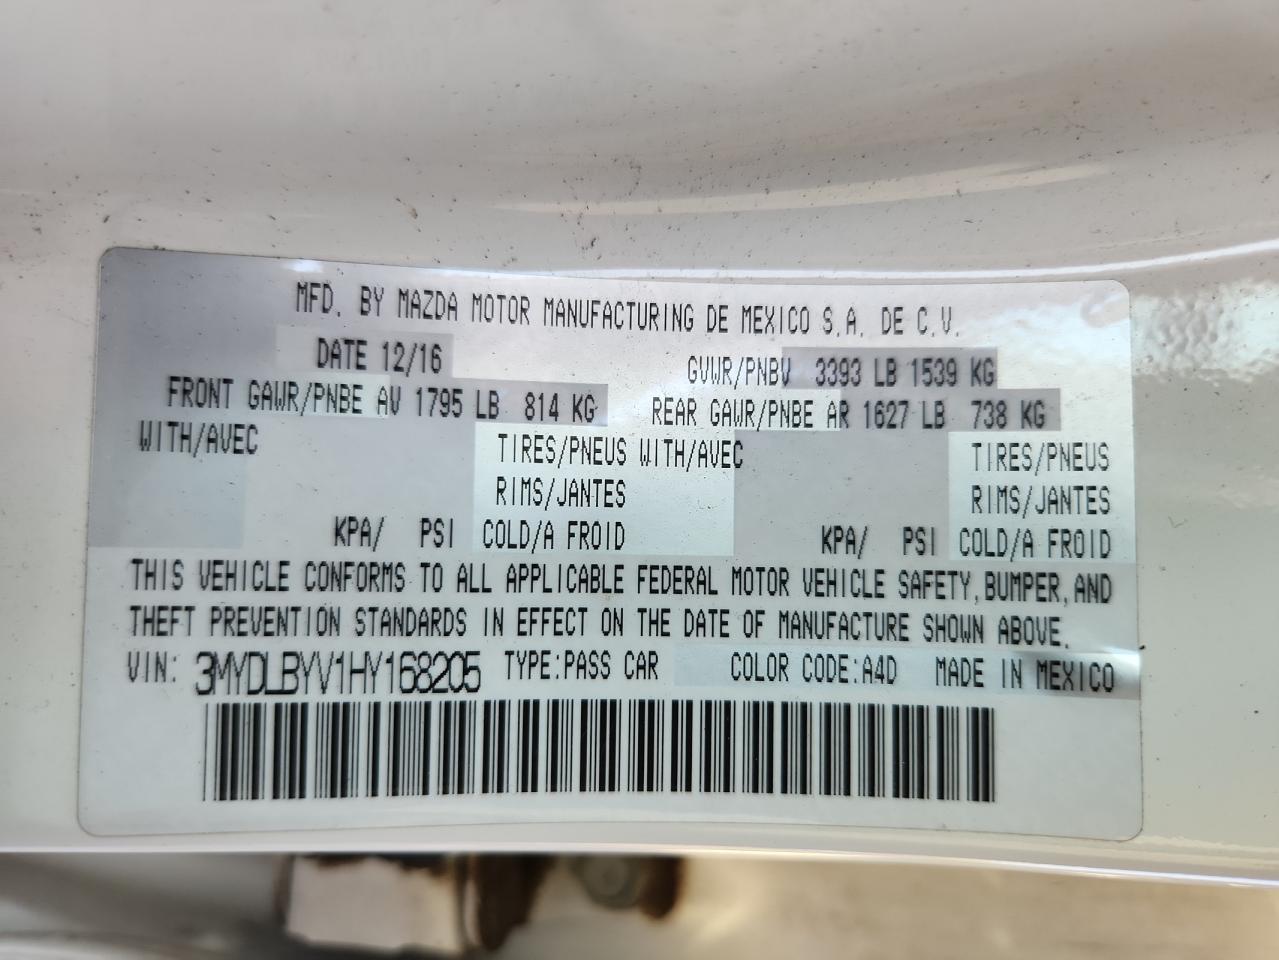 MFD. BY MAZDA MOTOR MANUFACTURING DE MEXICO S.A. DE C.V.
DATE 12/16 GVWR/PNBV 3393 LB 1539 KG
FRONT GAWR/PNBE AV 1795 LB 814 KG REAR GAWR/PNBE AR 1627 LB 738 KG
WITH/AVEC TIRES/PNEUS WITH/AVEC TIRES/PNEUS
RIMS/JANTES RIMS/JANTES
KPA/ PSI COLD/A FROID KPA/ PSI COLD/A FROID
THIS VEHICLE CONFORMS TO ALL APPLICABLE FEDERAL MOTOR VEHICLE SAFETY, BUMPER, AND
THEFT PREVENTION STANDARDS IN EFFECT ON THE DATE OF MANUFACTURE SHOWN ABOVE.
VIN: 3MYDLBYV1HY168205 TYPE:PASS CAR COLOR CODE:A4D MADE IN MEXICO